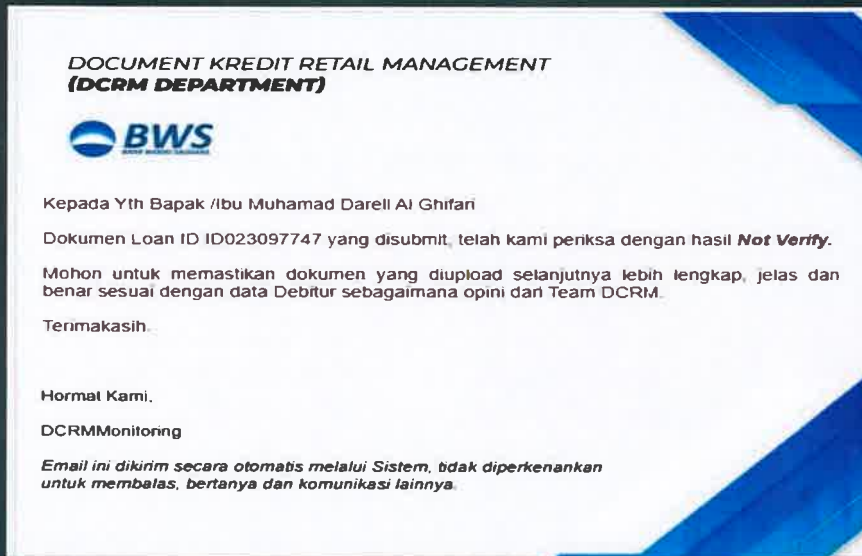 DOCUMENT KREDIT RETAIL MANAGEMENT
(DCRM DEPARTMENT)
BWS
Kepada Yth Bapak /Ibu Muhamad Darell Al Ghifari
Dokumen Loan ID ID023097747 yang disubmit, telah kami periksa dengan hasil Not Verify.
Mohon untuk memastikan dokumen yang diupload selanjutnya lebih lengkap, jelas dan
benar sesuai dengan data Debitur sebagaimana opini dari Team DCRM.
Terimakasih.
Hormat Kami,
DCRMMonitoring
Email ini dikirim secara otomatis melalui Sistem, tidak diperkenankan
untuk membalas, bertanya dan komunikasi lainnya.